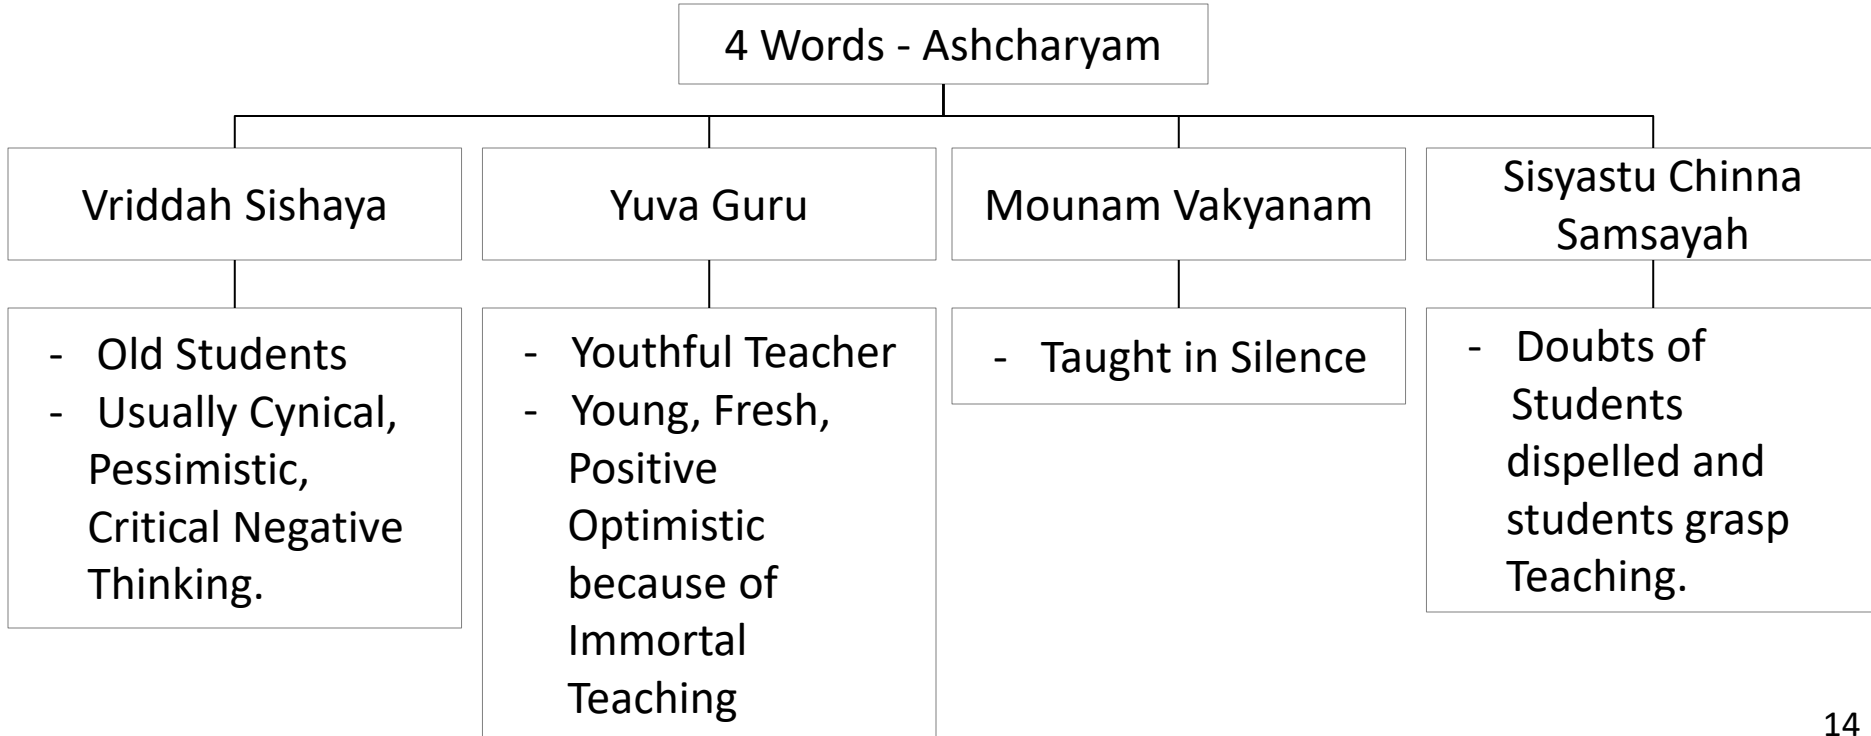 4 Words - Ashcharyam
Vriddah Sishaya
Yuva Guru
Mounam Vakyanam
Sisyastu Chinna
Samsayah
- Old Students
- Usually Cynical,
Pessimistic,
Critical Negative
Thinking.
- Youthful Teacher
- Young, Fresh,
Positive
Optimistic
because of
Immortal
Teaching
- Taught in Silence
- Doubts of
Students
dispelled and
students grasp
Teaching.
14